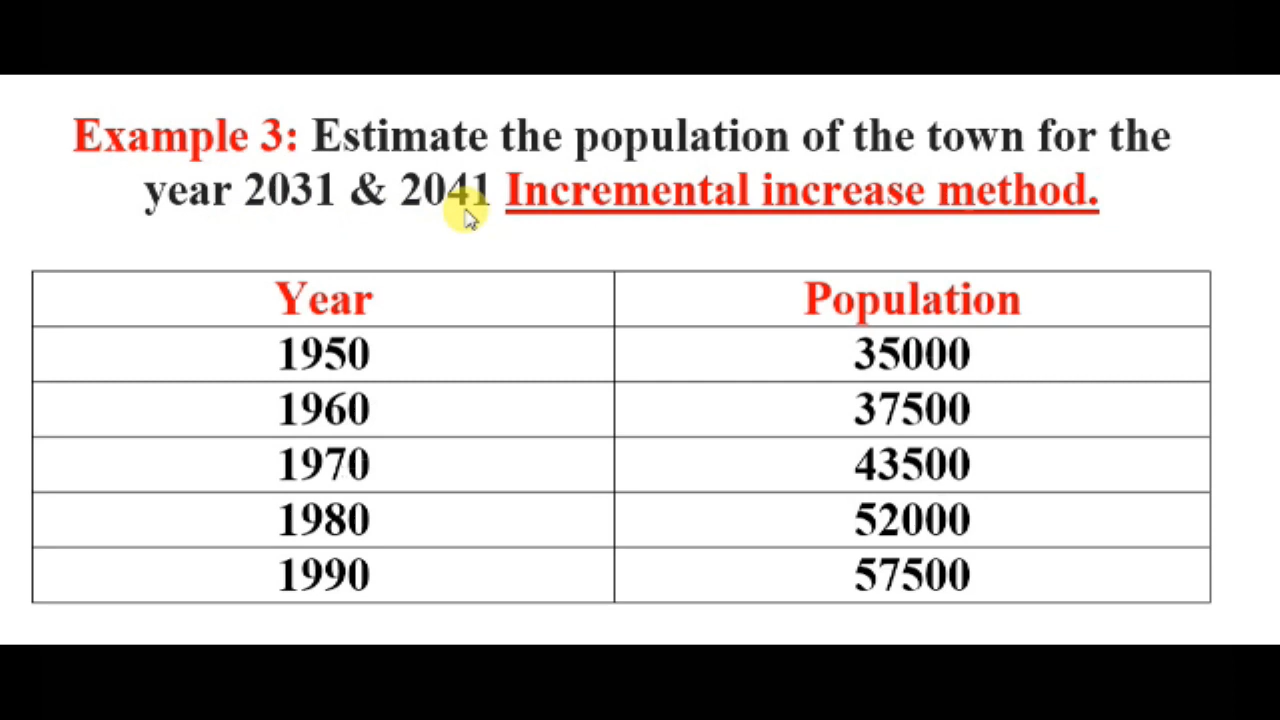 Example 3: Estimate the population of the town for the
year 2031 & 2041 Incremental increase method.
Year Population
1950 35000
1960 37500
1970 43500
1980 52000
1990 57500